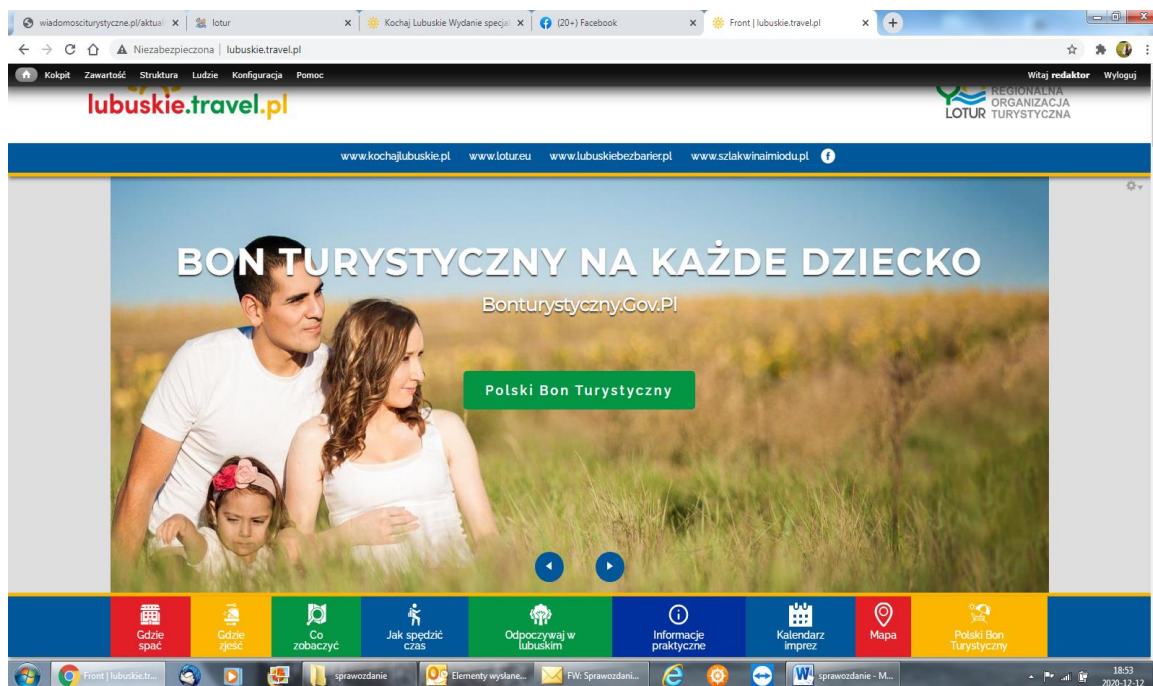 wiadomosciturystyczne.pl/aktual
lotur
Kochaj Lubuskie Wydanie specjal
(20+) Facebook
Front | lubuskie.travel.pl
Niezabezpieczona | lubuskie.travel.pl
Kokpit Zawartość Struktura Ludzie Konfiguracja Pomoc Witaj redaktor Wyloguj
lubuskie.travel.pl
REGIONALNA
ORGANIZACJA
LOTUR TURYSTYCZNA
www.kochajlubuskie.pl www.lotur.eu www.lubuskiebezbarier.pl www.szlakwinaimiodu.pl f
BON TURYSTYCZNY NA KAŻDE DZIECKO
Bonturystyczny.Gov.Pl
Polski Bon Turystyczny
Gdzie
spać
Gdzie
zjeść
Co
zobaczyć
Jak spędzić
czas
Odpoczywaj w
lubuskim
Informacje
praktyczne
Kalendarz
imprez
Mapa
Polski Bon
Turystyczny
Front | lubuskie.tr...
sprawozdanie
Elementy wysłane...
FW: Sprawozdani...
sprawozdanie - M...
18:53
2020-12-12